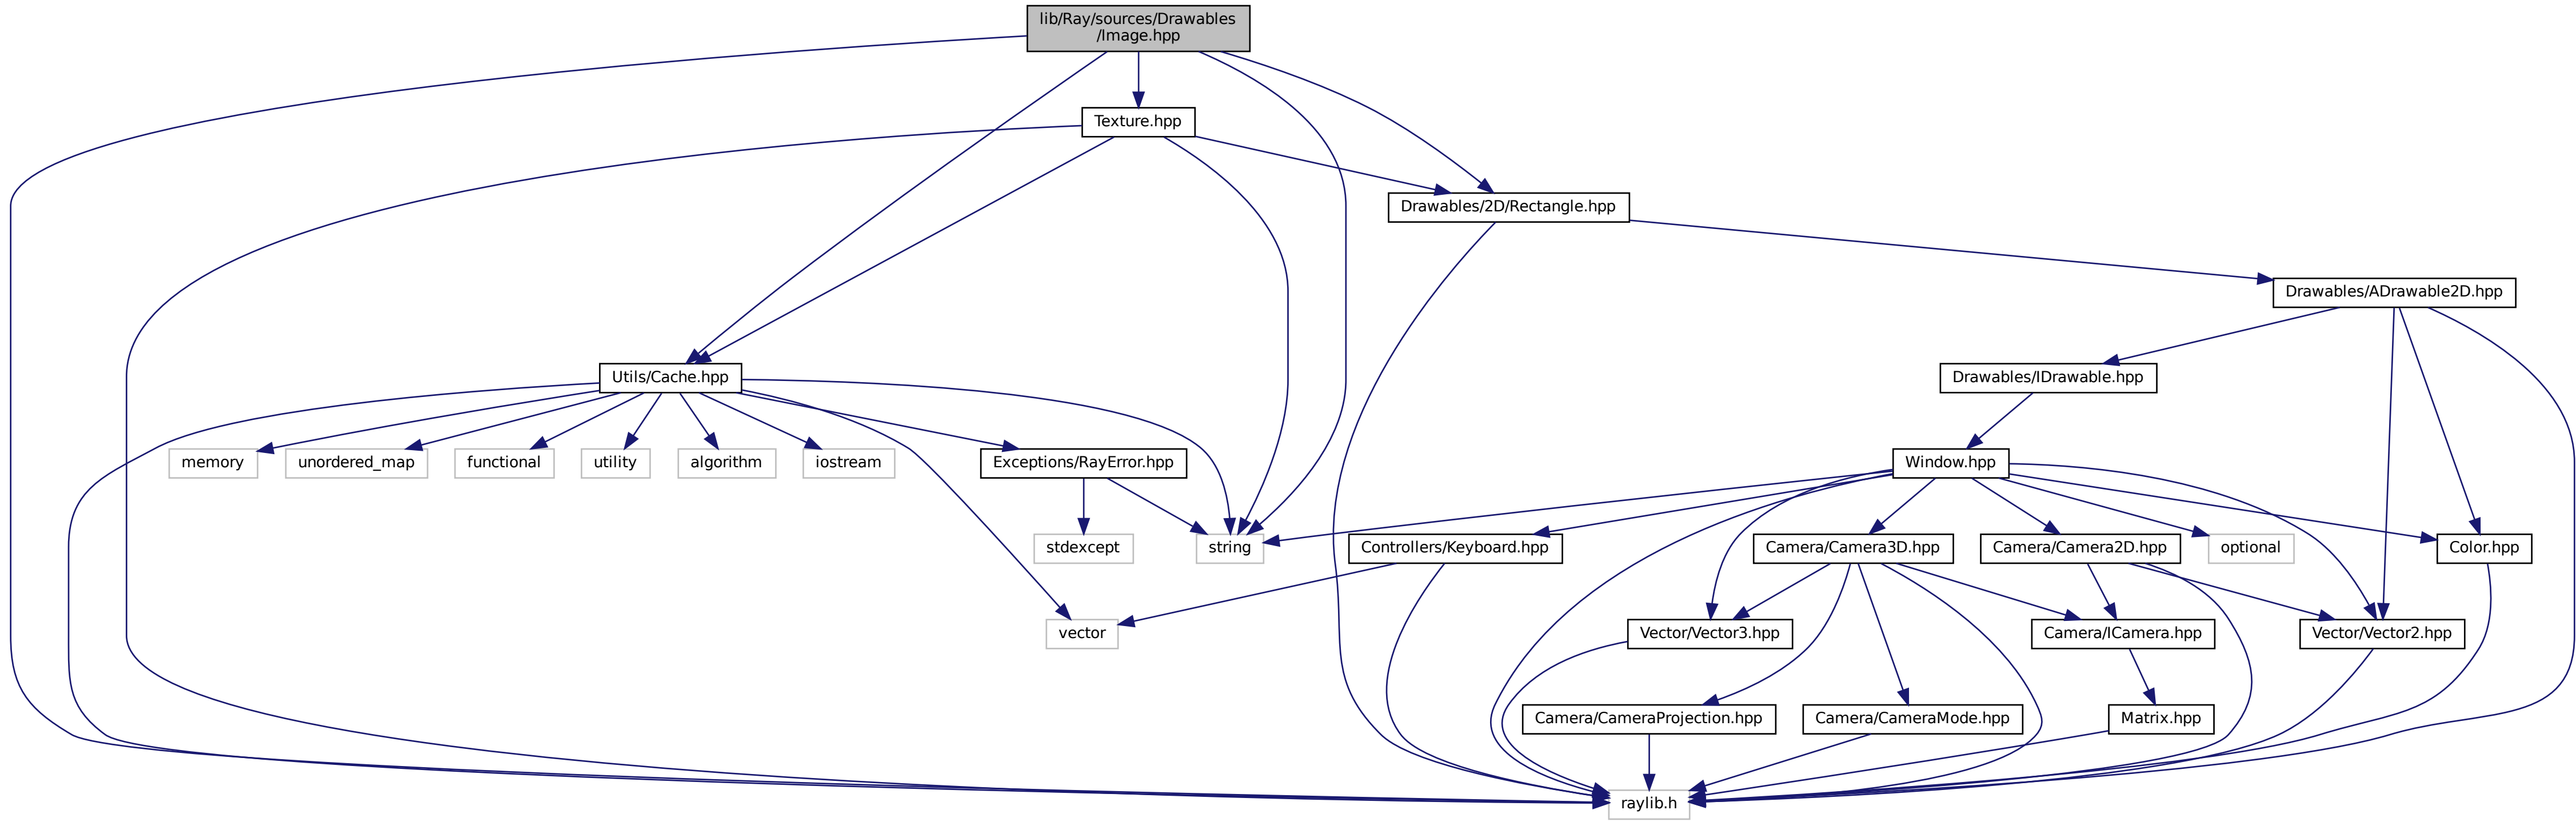 lib/Ray/sources/Drawables
/Image.hpp
Texture.hpp
Drawables/2D/Rectangle.hpp
Drawables/ADrawable2D.hpp
Utils/Cache.hpp
Drawables/IDrawable.hpp
memory
unordered_map
functional
utility
algorithm
iostream
Exceptions/RayError.hpp
Window.hpp
stdexcept
string
Controllers/Keyboard.hpp
Camera/Camera3D.hpp
Camera/Camera2D.hpp
optional
Color.hpp
vector
Vector/Vector3.hpp
Camera/ICamera.hpp
Vector/Vector2.hpp
Camera/CameraProjection.hpp
Camera/CameraMode.hpp
Matrix.hpp
raylib.h